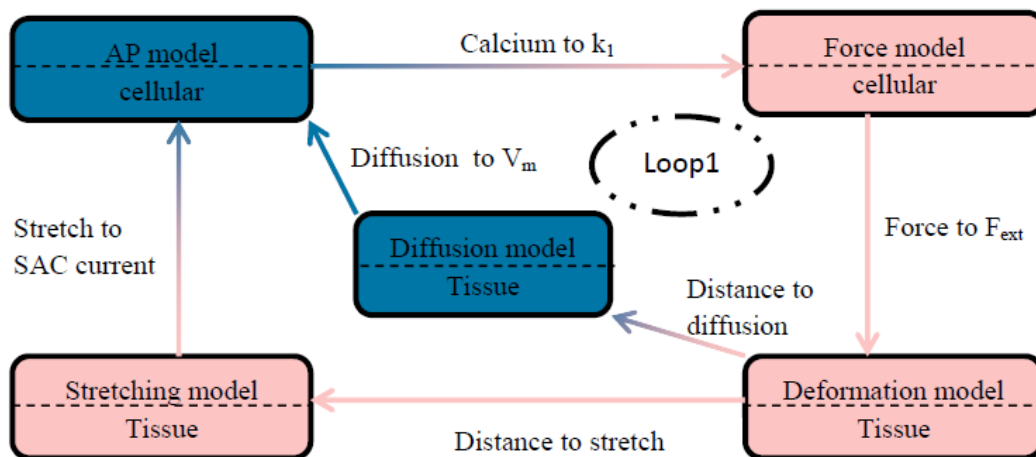 AP model
cellular
Calcium to k₁
Force model
cellular
Loop1
Diffusion  to Vₘ
Stretch to
SAC current
Diffusion model
Tissue
Force to Fₑₓₜ
Distance to
diffusion
Stretching model
Tissue
Deformation model
Tissue
Distance to stretch